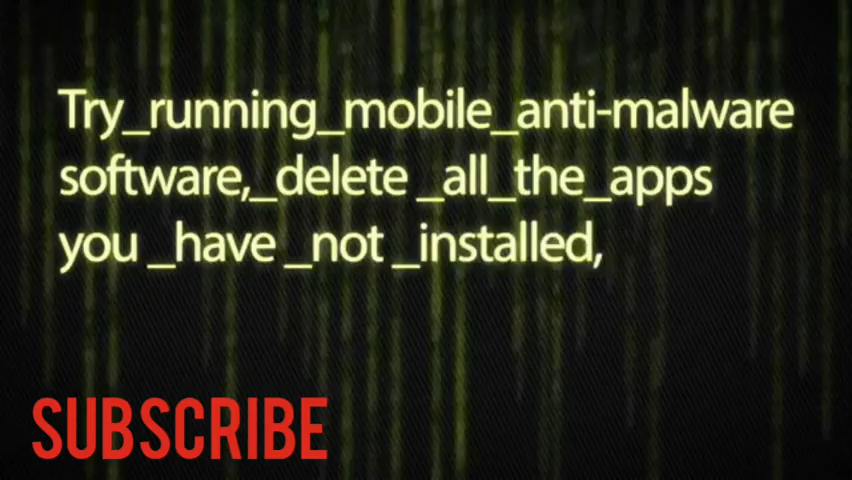 Try_running_mobile_anti-malware
software,_delete _all_the_apps
you _have _not _installed,
SUBSCRIBE